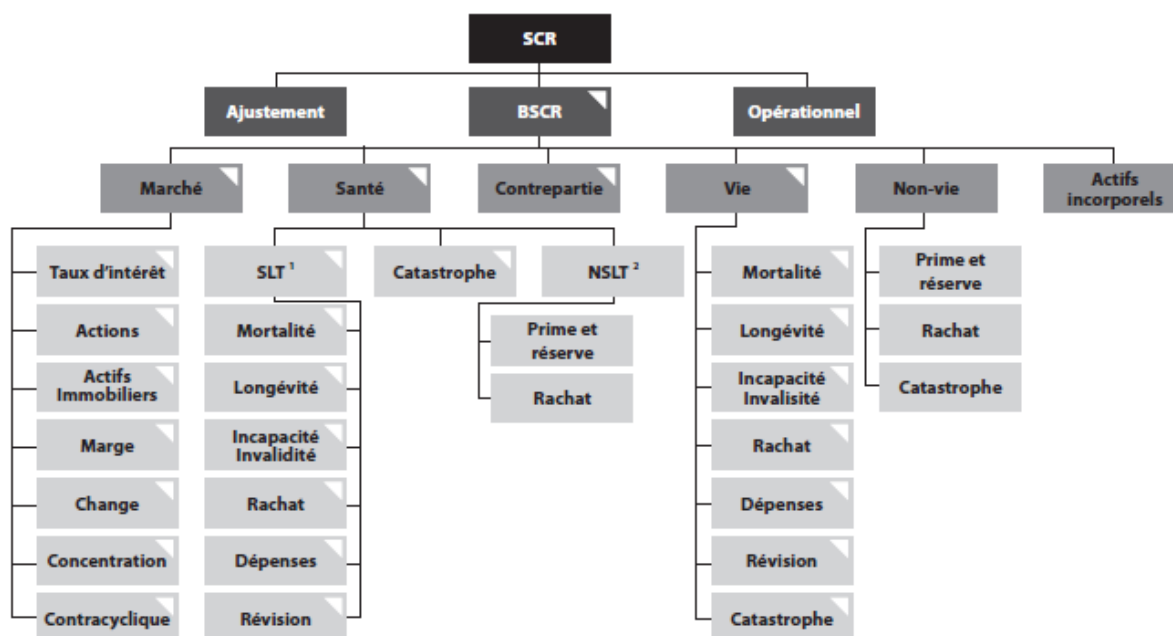 SCR
Ajustement
BSCR
Opérationnel
Marché
Santé
Contrepartie
Vie
Non-vie
Actifs
incorporels
Taux d'intérêt
Actions
Actifs
Immobiliers
Marge
Change
Concentration
Contracyclique
SLT 1
Mortalité
Longévité
Incapacité
Invalidité
Rachat
Dépenses
Révision
Catastrophe
NSLT 2
Prime et
réserve
Rachat
Mortalité
Longévité
Incapacité
Invalisité
Rachat
Dépenses
Révision
Catastrophe
Prime et
réserve
Rachat
Catastrophe